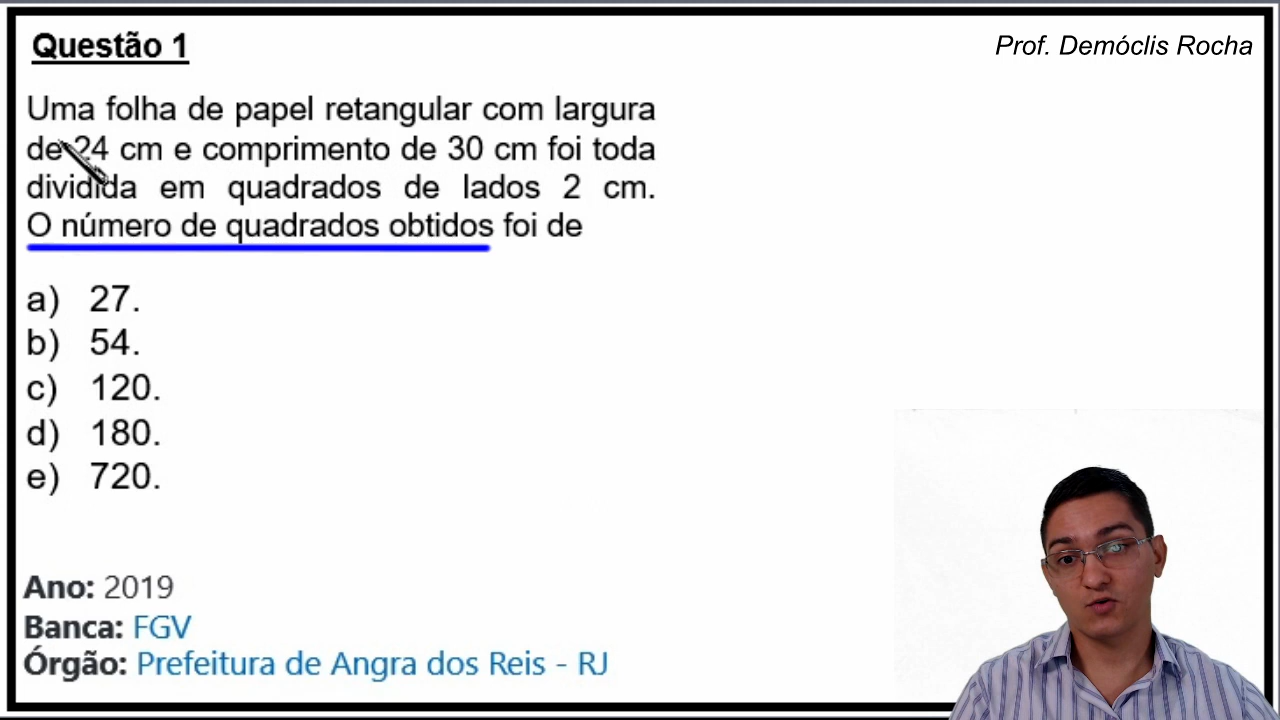 Questão 1
Prof. Demóclis Rocha
Uma folha de papel retangular com largura
de 24 cm e comprimento de 30 cm foi toda
dividida em quadrados de lados 2 cm.
O número de quadrados obtidos foi de
a) 27.
b) 54.
c) 120.
d) 180.
e) 720.
Ano: 2019
Banca: FGV
Órgão: Prefeitura de Angra dos Reis - RJ